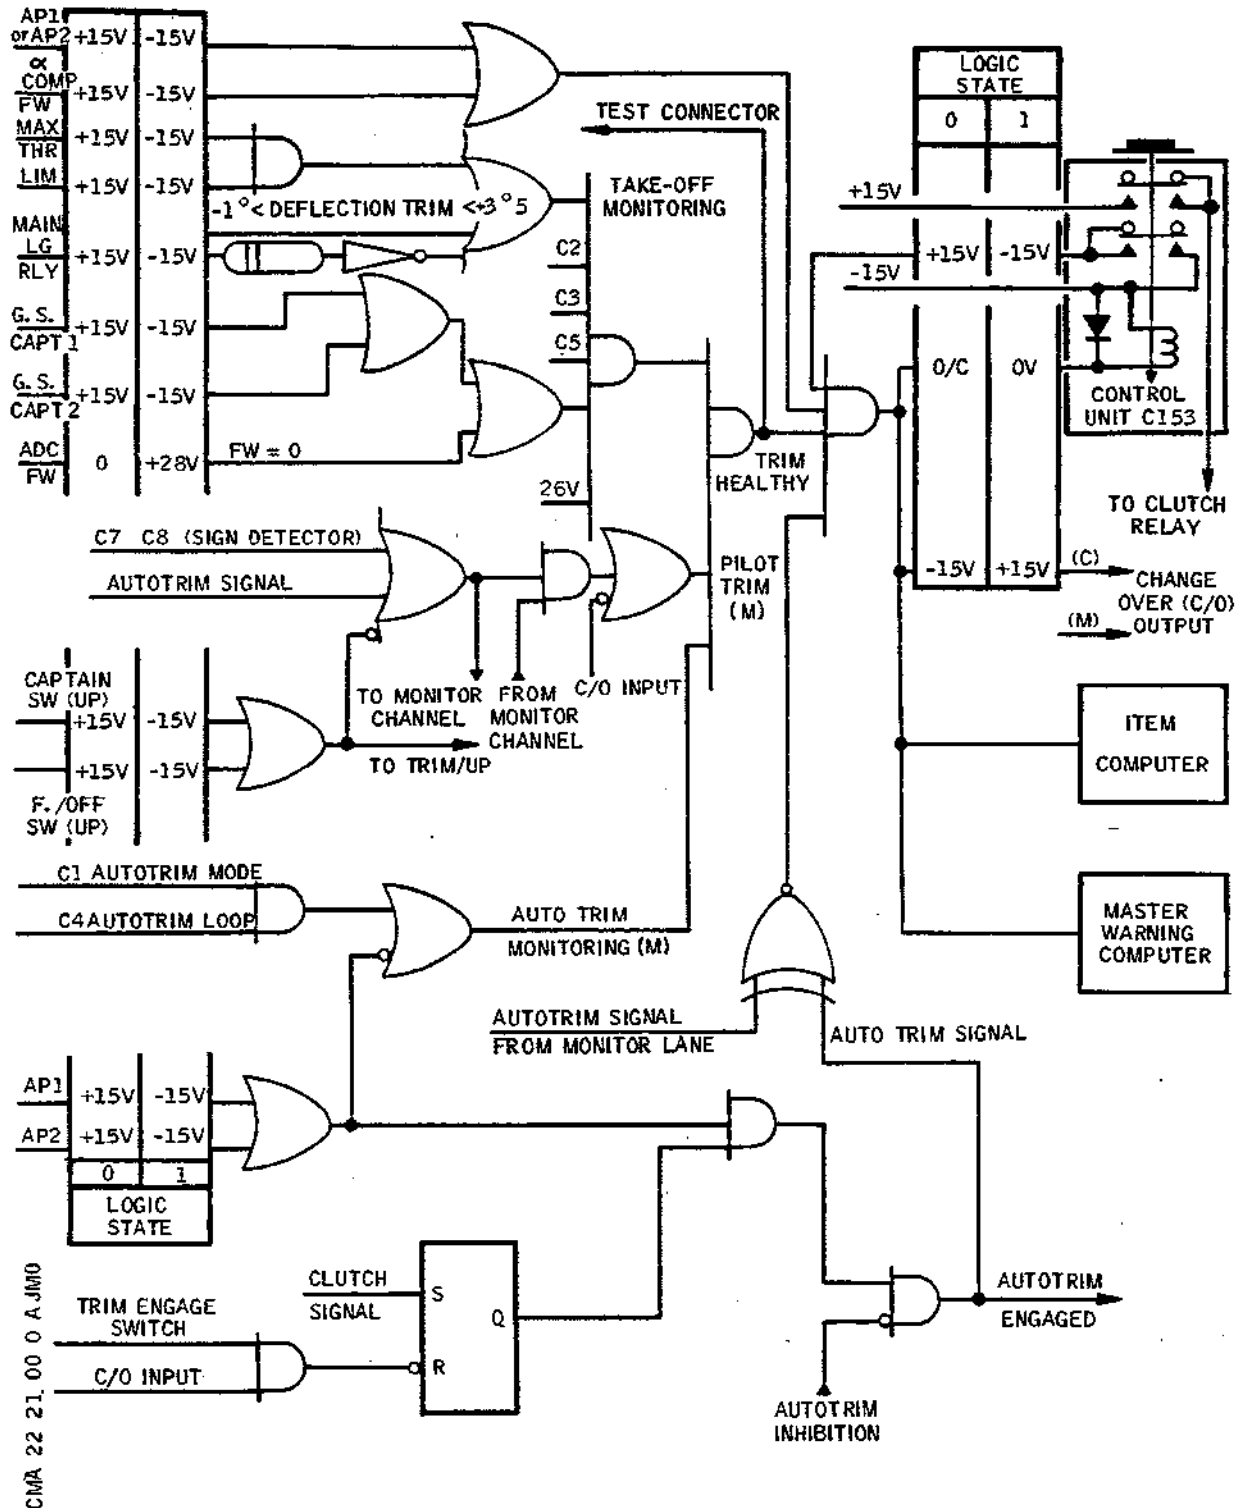 AP1
or AP2 +15V -15V
α
COMP
FW +15V -15V
MAX
THR +15V -15V
LIM +15V -15V
-1° < DEFLECTION TRIM < +3°5
MAIN
LG
RLY +15V -15V
G.S.
CAPT 1 +15V -15V
G.S.
CAPT 2 +15V -15V
ADC
FW 0 +28V FW = 0
TEST CONNECTOR
TAKE-OFF
MONITORING
C2
C3
C5
26V
TRIM
HEALTHY
LOGIC
STATE
0 1
+15V
-15V
+15V -15V
O/C 0V
-15V +15V
CONTROL
UNIT C153
TO CLUTCH
RELAY
(C)
CHANGE
OVER (C/O)
OUTPUT
(M)
C7 C8 (SIGN DETECTOR)
AUTOTRIM SIGNAL
PILOT
TRIM
(M)
CAPTAIN
SW (UP)
+15V -15V
+15V -15V
F./OFF
SW (UP)
TO MONITOR
CHANNEL
FROM
MONITOR
CHANNEL
C/O INPUT
TO TRIM/UP
ITEM
COMPUTER
C1 AUTOTRIM MODE
C4 AUTOTRIM LOOP
AUTO TRIM
MONITORING (M)
MASTER
WARNING
COMPUTER
AUTOTRIM SIGNAL
FROM MONITOR LANE
AUTO TRIM SIGNAL
AP1 +15V -15V
AP2 +15V -15V
0 1
LOGIC
STATE
CLUTCH
SIGNAL
S
Q
R
TRIM ENGAGE
SWITCH
C/O INPUT
AUTOTRIM
ENGAGED
AUTOTRIM
INHIBITION
CMA 22 21 00 0 AJM0